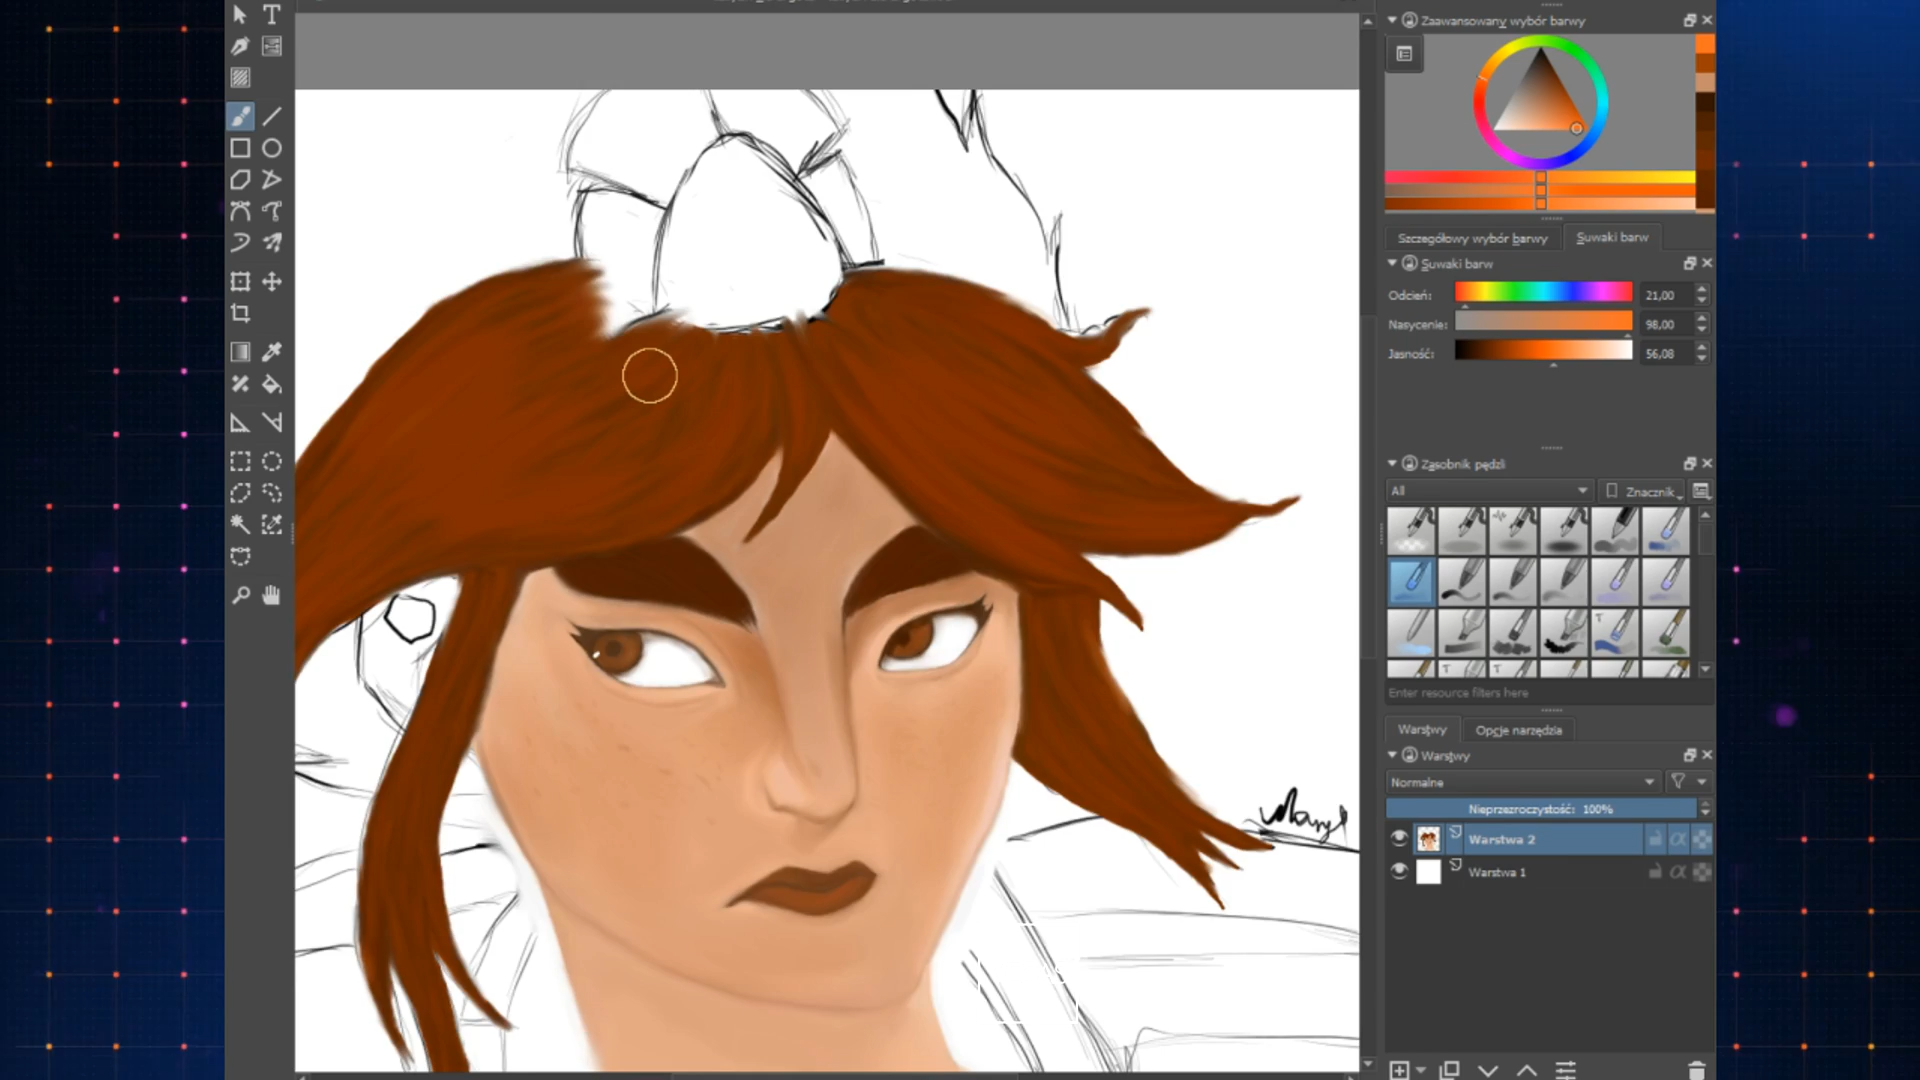 Zaawansowany wybór barwy
Szczegółowy wybór barwy
Suwaki barw
Suwaki barw
Odcień:
21,00
Nasycenie:
98,00
Jasność:
56,08
Zasobnik pędzli
All
Znacznik
Enter resource filters here
Warstwy
Opcje narzędzia
Warstwy
Normalne
Nieprzezroczystość: 100%
Warstwa 2
Warstwa 1